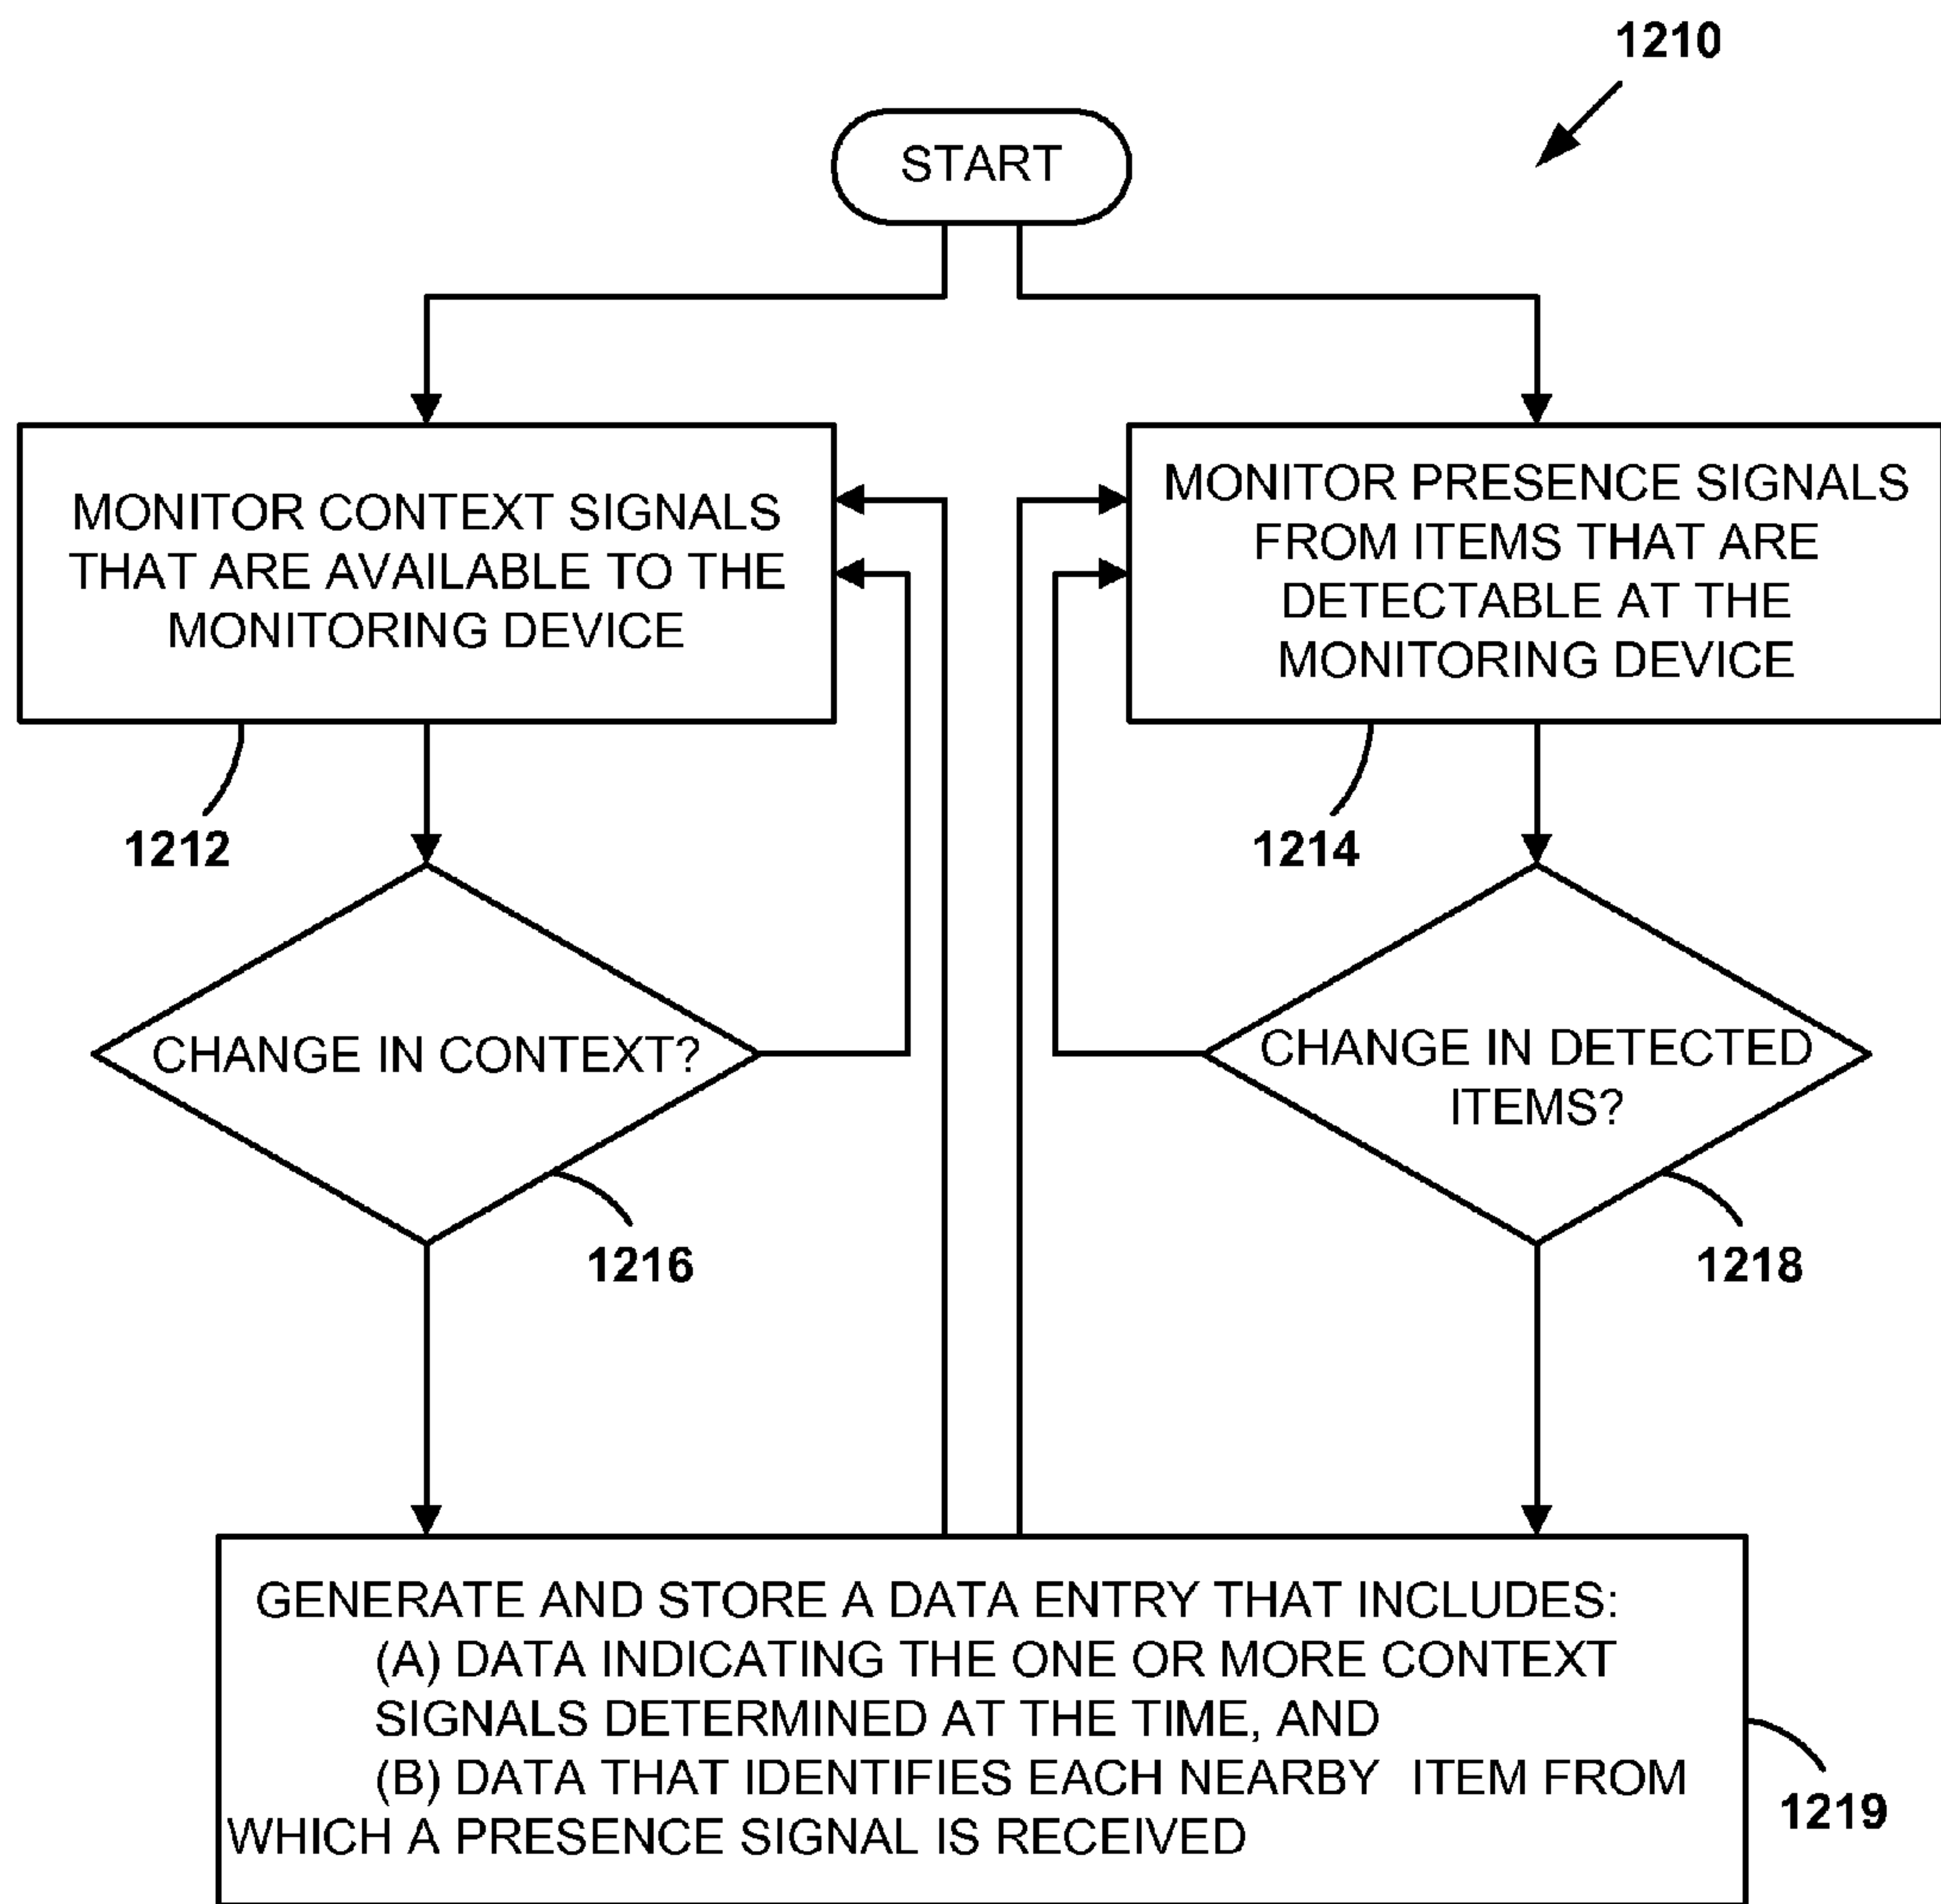 1210
START
MONITOR CONTEXT SIGNALS
THAT ARE AVAILABLE TO THE
MONITORING DEVICE
MONITOR PRESENCE SIGNALS
FROM ITEMS THAT ARE
DETECTABLE AT THE
MONITORING DEVICE
1212
1214
CHANGE IN CONTEXT?
CHANGE IN DETECTED
ITEMS?
1216
1218
GENERATE AND STORE A DATA ENTRY THAT INCLUDES:
(A) DATA INDICATING THE ONE OR MORE CONTEXT
SIGNALS DETERMINED AT THE TIME, AND
(B) DATA THAT IDENTIFIES EACH NEARBY ITEM FROM
WHICH A PRESENCE SIGNAL IS RECEIVED
1219